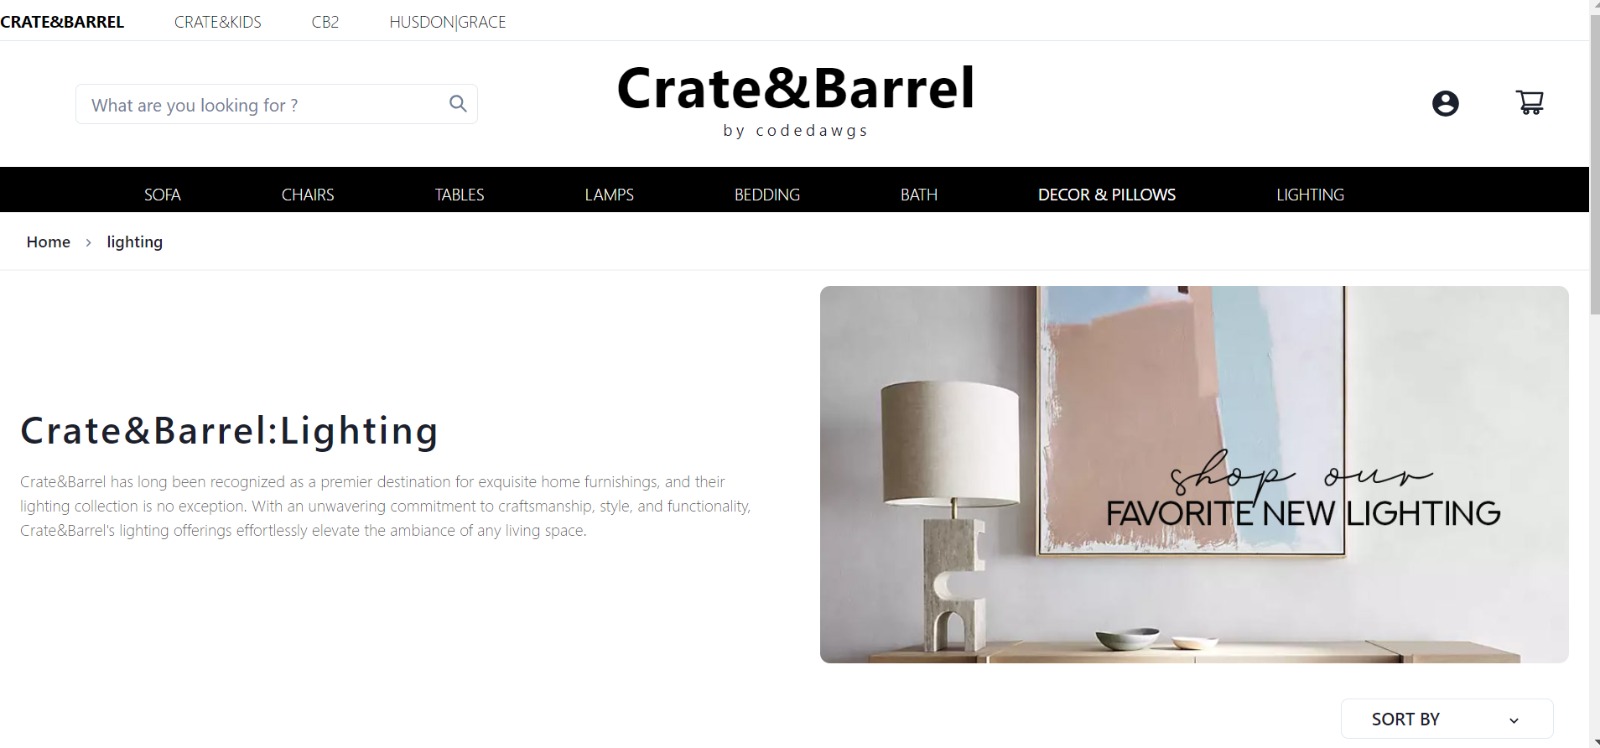 CRATE&BARREL CRATE&KIDS CB2 HUSDON|GRACE
What are you looking for ?
Crate&Barrel
by codedawgs
SOFA CHAIRS TABLES LAMPS BEDDING BATH DECOR & PILLOWS LIGHTING
Home > lighting
Crate&Barrel:Lighting
Crate&Barrel has long been recognized as a premier destination for exquisite home furnishings, and their
lighting collection is no exception. With an unwavering commitment to craftsmanship, style, and functionality,
Crate&Barrel's lighting offerings effortlessly elevate the ambiance of any living space.
shop our
FAVORITE NEW LIGHTING
SORT BY